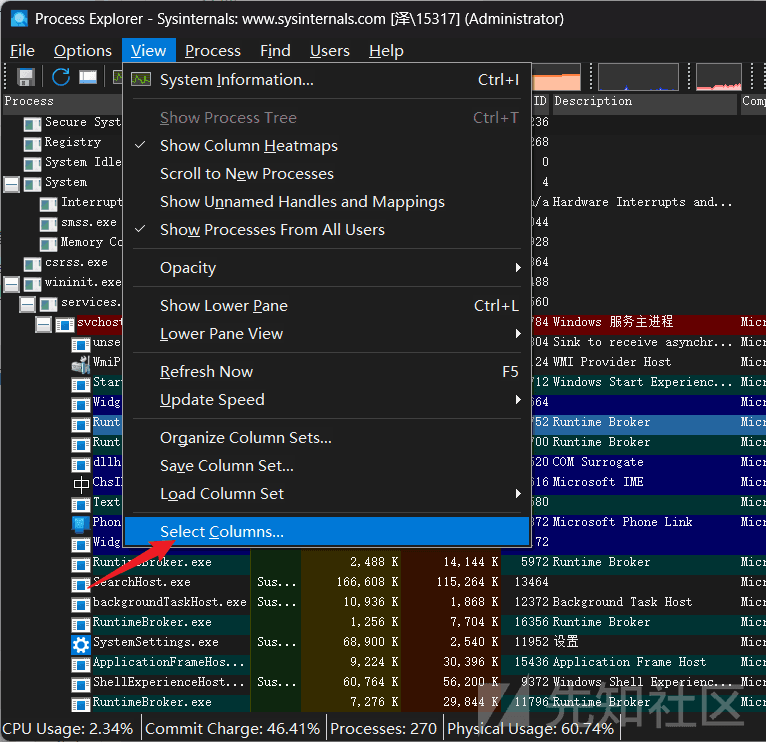 Process Explorer - Sysinternals: www.sysinternals.com [泽\15317] (Administrator)
File Options View Process Find Users Help
System Information... Ctrl+I
Process ID Description Comp
Show Process Tree Ctrl+T
Secure Syst 236
Show Column Heatmaps
Registry 268
System Idle 0
Scroll to New Processes
System 4
Show Unnamed Handles and Mappings
Interrupt n/a Hardware Interrupts and...
smss.exe 044
Show Processes From All Users
Memory Co 928
csrss.exe 364
Opacity
wininit.exe 488
services. 560
Show Lower Pane Ctrl+L
svchost 784 Windows 服务主进程 Micr
Lower Pane View
unse 304 Sink to receive asynchr... Micr
WmiP 124 WMI Provider Host Micr
Refresh Now F5
Star 712 Windows Start Experienc... Micr
Update Speed
Widg 664 Micr
Runt 752 Runtime Broker Micr
Organize Column Sets...
Runt 700 Runtime Broker Micr
dllh 520 COM Surrogate Micr
Save Column Set...
ChsI 616 Microsoft IME Micr
Load Column Set
Text 580 Micr
Phon 372 Microsoft Phone Link Micr
Select Columns...
Widg 172 Micr
RuntimeBroker.exe 2,488 K 14,144 K 5972 Runtime Broker Micr
SearchHost.exe Sus... 166,608 K 115,264 K 13464 Micr
backgroundTaskHost.exe Sus... 10,936 K 1,868 K 12372 Background Task Host Micr
RuntimeBroker.exe 1,256 K 7,704 K 16356 Runtime Broker Micr
SystemSettings.exe Sus... 68,900 K 2,540 K 11952 设置 Micr
ApplicationFrameHos... 9,224 K 30,396 K 15436 Application Frame Host Micr
ShellExperienceHost... Sus... 60,764 K 56,200 K 9372 Windows Shell Experienc... Micr
RuntimeBroker.exe 7,276 K 29,844 K 11796 Runtime Broker Micr
先知社区
CPU Usage: 2.34% Commit Charge: 46.41% Processes: 270 Physical Usage: 60.74%